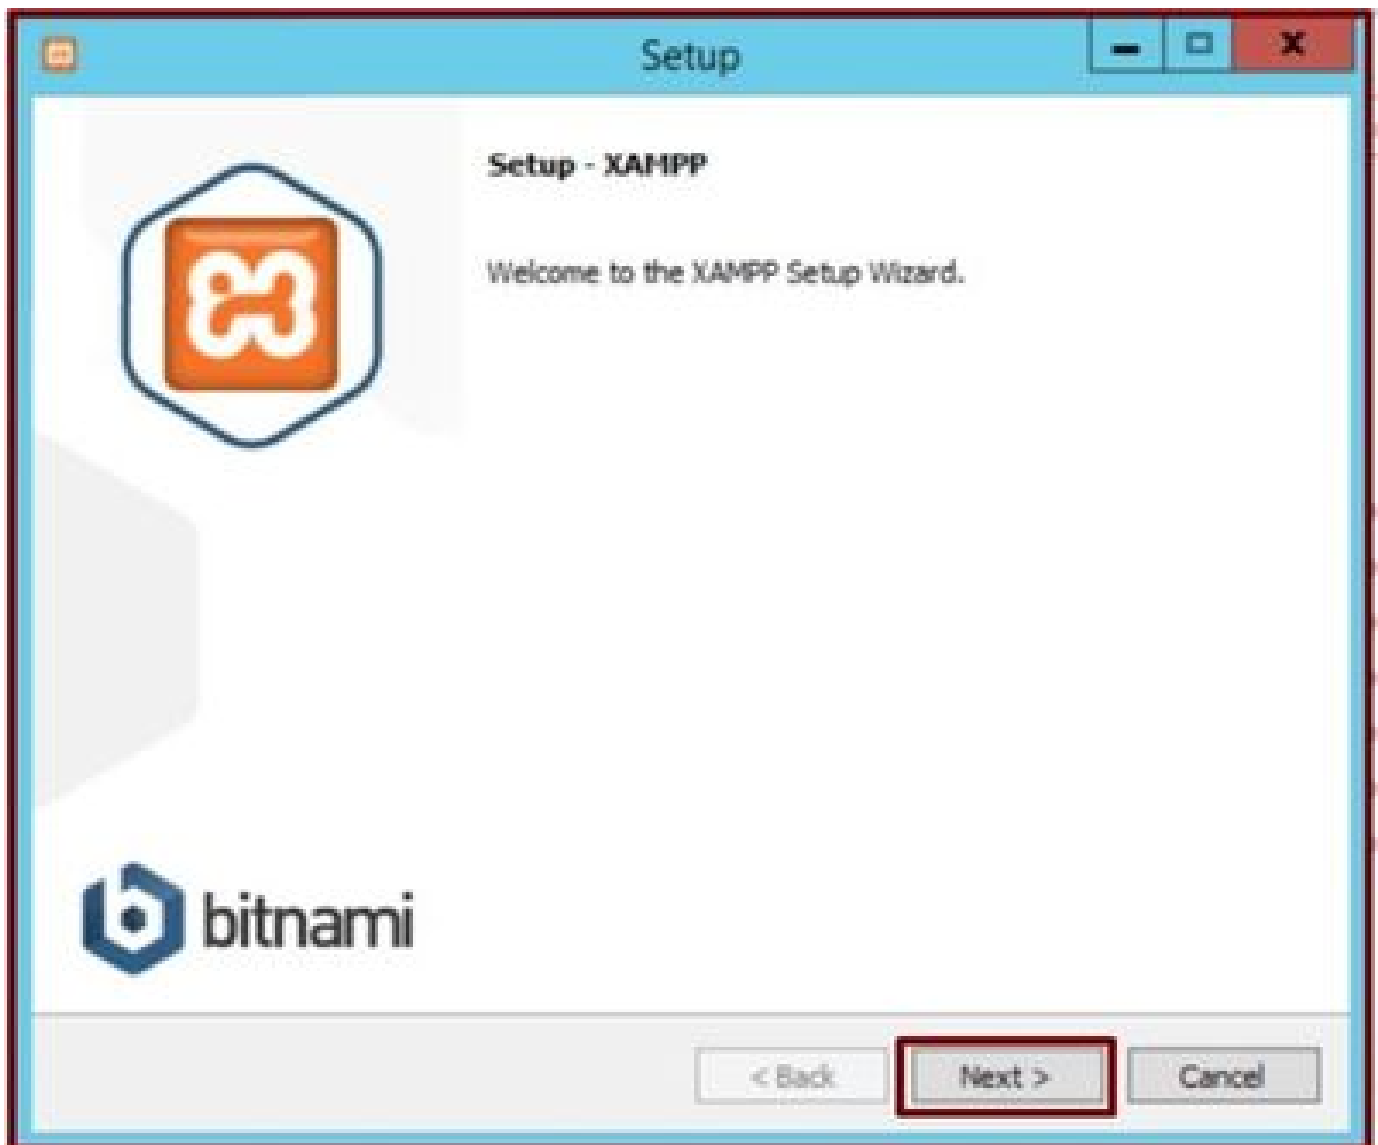 Setup
Setup - XAMPP
Welcome to the XAMPP Setup Wizard.
bitnami
< Back
Next >
Cancel